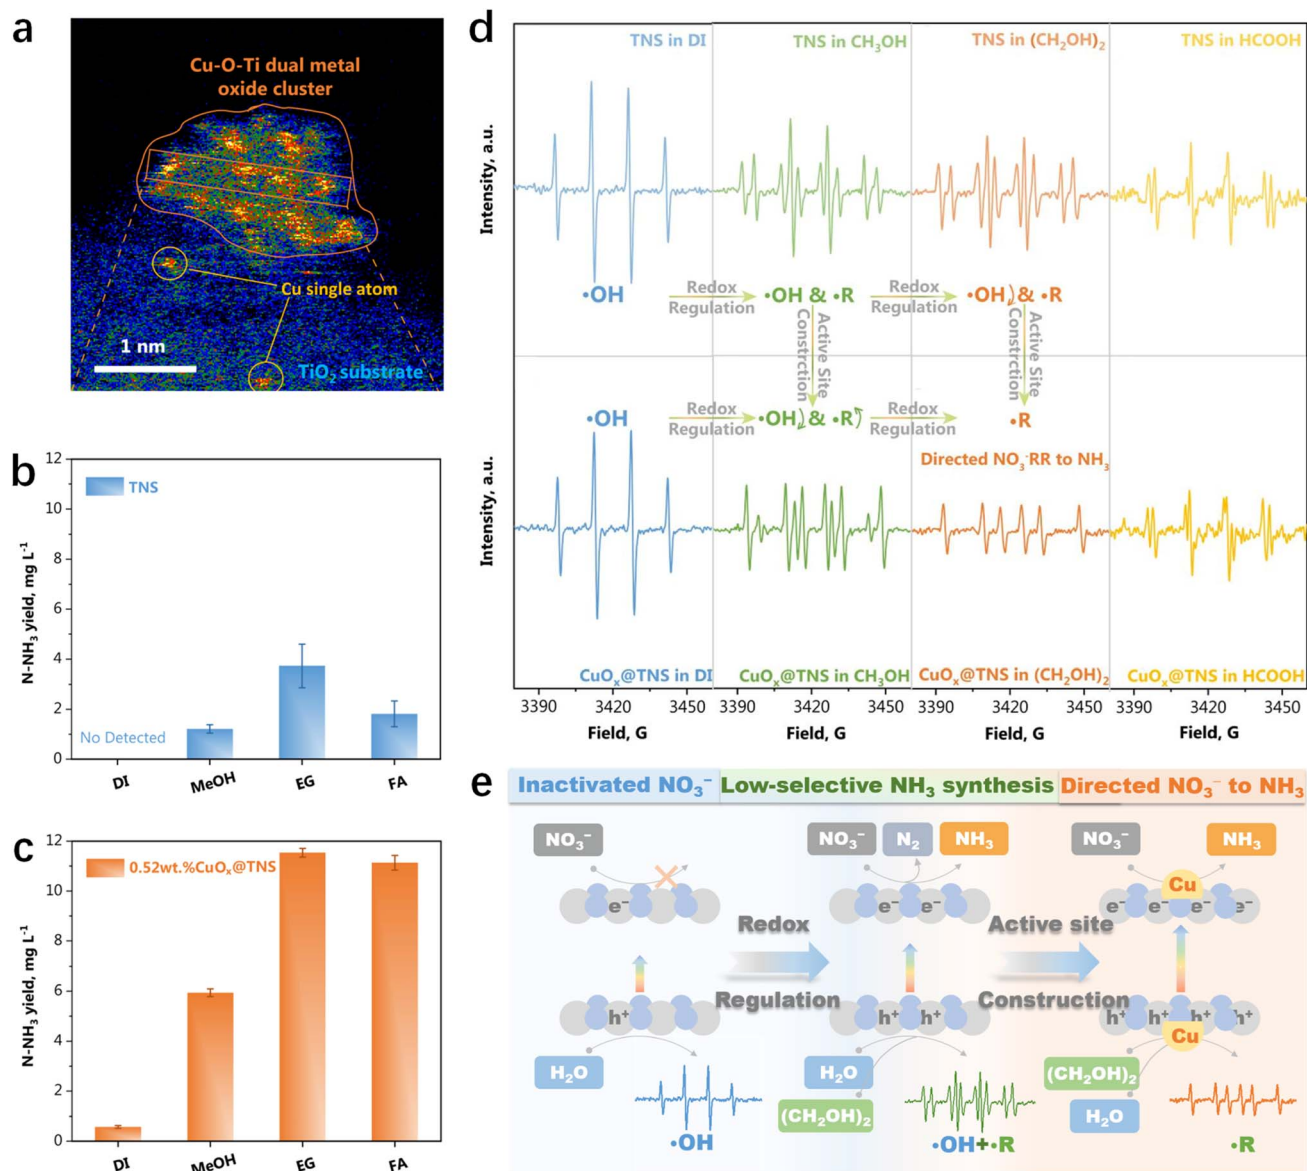 a
Cu-O-Ti dual metal
oxide cluster
Cu single atom
1 nm
TiO₂ substrate
b
12
10
8
6
4
2
0
N-NH₃ yield, mg L⁻¹
TNS
No Detected
DI
MeOH
EG
FA
c
12
10
8
6
4
2
0
N-NH₃ yield, mg L⁻¹
0.52wt.%CuOₓ@TNS
DI
MeOH
EG
FA
d
TNS in DI
TNS in CH₃OH
TNS in (CH₂OH)₂
TNS in HCOOH
Intensity, a.u.
•OH
Redox
Regulation
•OH & •R
Redox
Regulation
•OH & •R
Active Site
Constrction
Active Site
Constrction
•OH
Redox
Regulation
•OH & •R
Redox
Regulation
•R
Directed NO₃⁻RR to NH₃
Intensity, a.u.
CuOₓ@TNS in DI
CuOₓ@TNS in CH₃OH
CuOₓ@TNS in (CH₂OH)₂
CuOₓ@TNS in HCOOH
3390
3450
3390
3450
3390
3450
3390
3450
Field, G
Field, G
Field, G
Field, G
e
Inactivated NO₃⁻
Low-selective NH₃ synthesis
Directed NO₃⁻ to NH₃
NO₃⁻
NO₃⁻
N₂
NH₃
NO₃⁻
NH₃
Cu
e⁻
e⁻
e⁻
e⁻
e⁻
e⁻
e⁻
Redox
Regulation
Active site
Construction
h⁺
h⁺
h⁺
h⁺
h⁺
h⁺
h⁺
Cu
H₂O
H₂O
(CH₂OH)₂
(CH₂OH)₂
H₂O
•OH
•OH+•R
•R